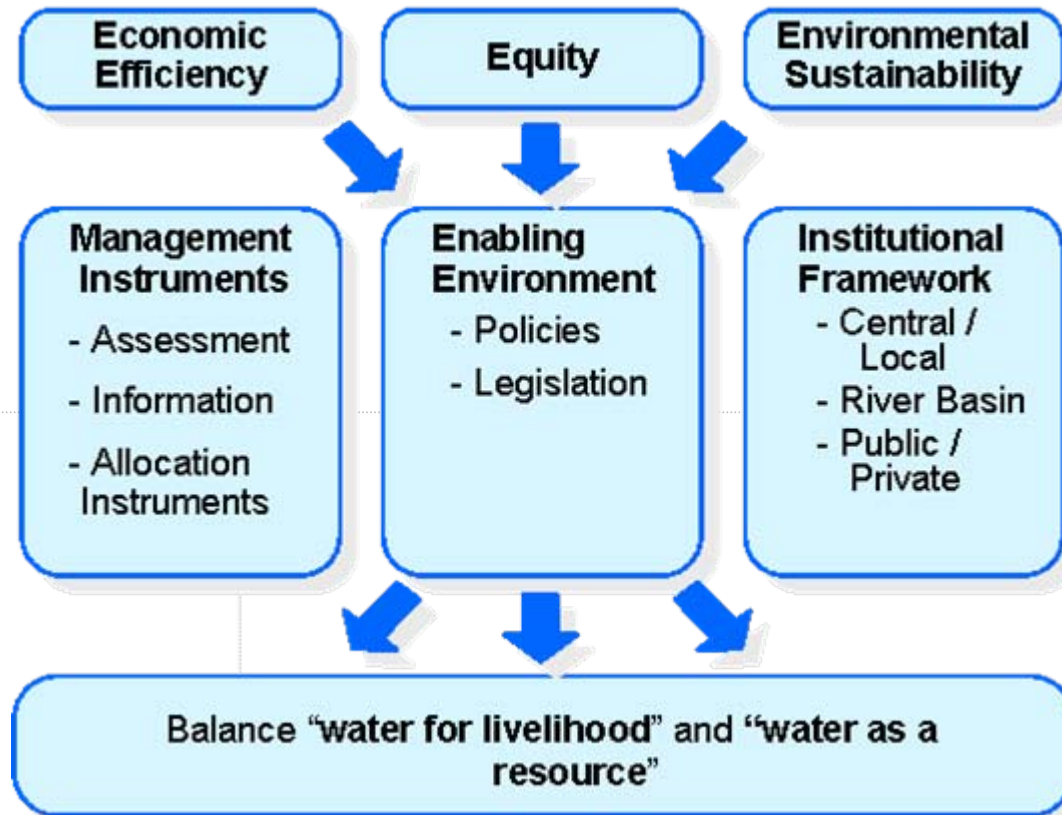 Economic
Efficiency
Equity
Environmental
Sustainability
Management
Instruments
- Assessment
- Information
- Allocation
Instruments
Enabling
Environment
- Policies
- Legislation
Institutional
Framework
- Central /
Local
- River Basin
- Public /
Private
Balance “water for livelihood” and “water as a
resource”